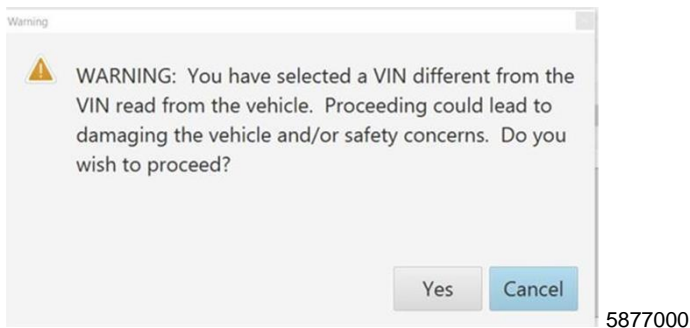 Warning
WARNING: You have selected a VIN different from the
VIN read from the vehicle. Proceeding could lead to
damaging the vehicle and/or safety concerns. Do you
wish to proceed?
Yes Cancel
5877000